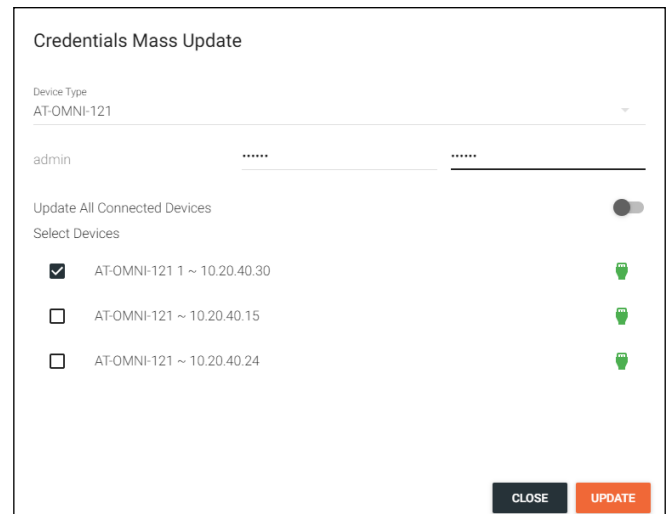 Credentials Mass Update
Device Type
AT-OMNI-121
admin •••••• ••••••
Update All Connected Devices
Select Devices
AT-OMNI-121 1 ~ 10.20.40.30
AT-OMNI-121 ~ 10.20.40.15
AT-OMNI-121 ~ 10.20.40.24
CLOSE UPDATE